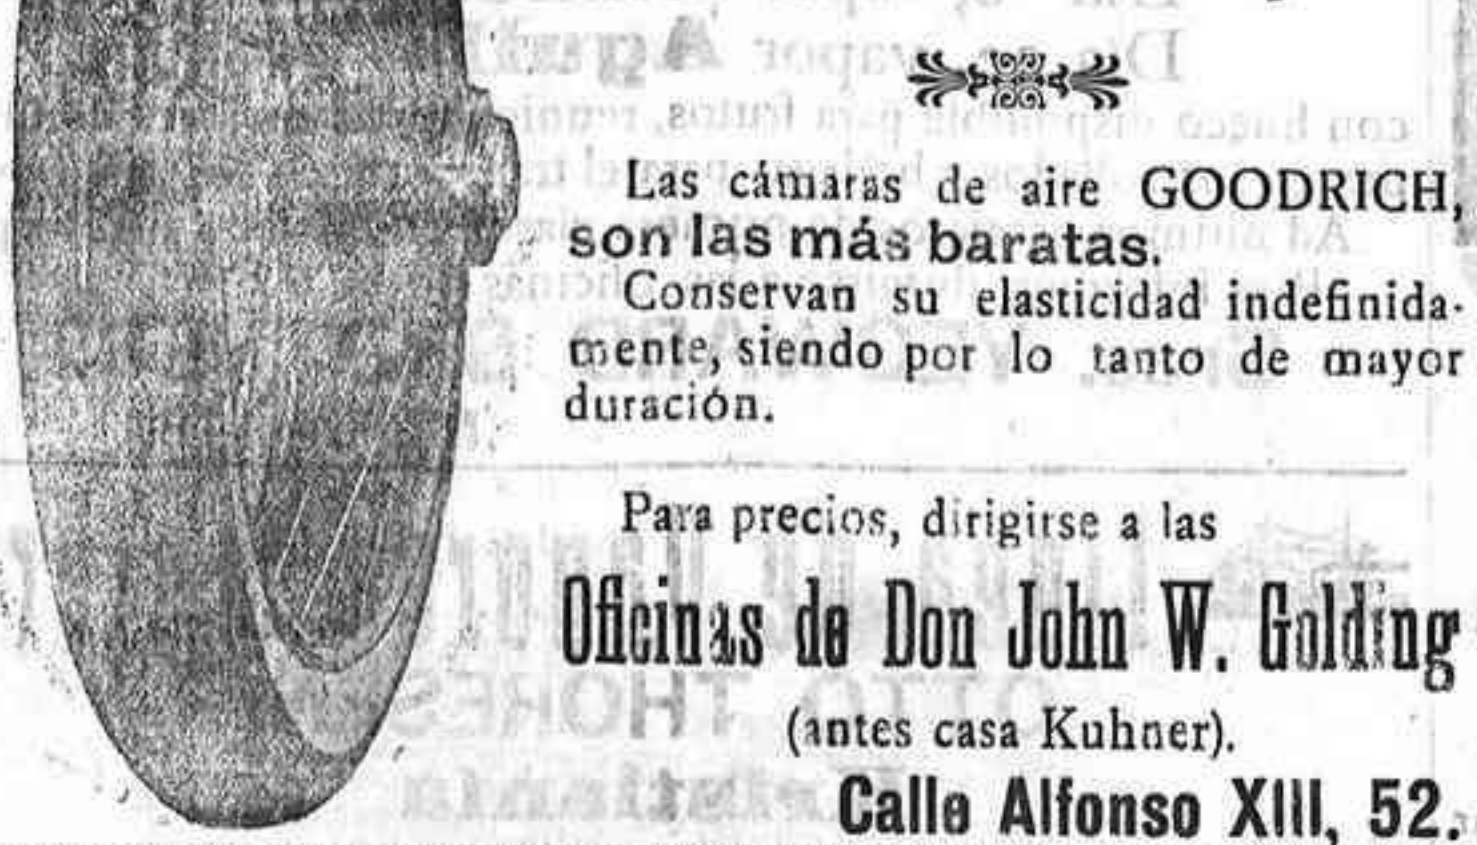 Las cámaras de aire GOODRICH,
son las más baratas.
Conservan su elasticidad indefinida-
mente, siendo por lo tanto de mayor
duración.
Para precios, dirigirse a las
Oficinas de Don John W. Golding
(antes casa Kuhner).
Calle Alfonso XIII, 52.